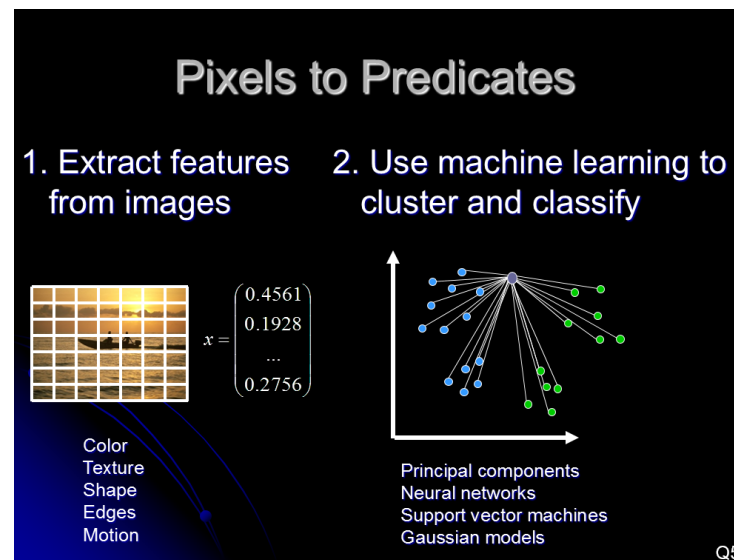 Pixels to Predicates
1. Extract features
from images
2. Use machine learning to
cluster and classify
x =
0.4561
0.1928
...
0.2756
Color
Texture
Shape
Edges
Motion
Principal components
Neural networks
Support vector machines
Gaussian models
Q5